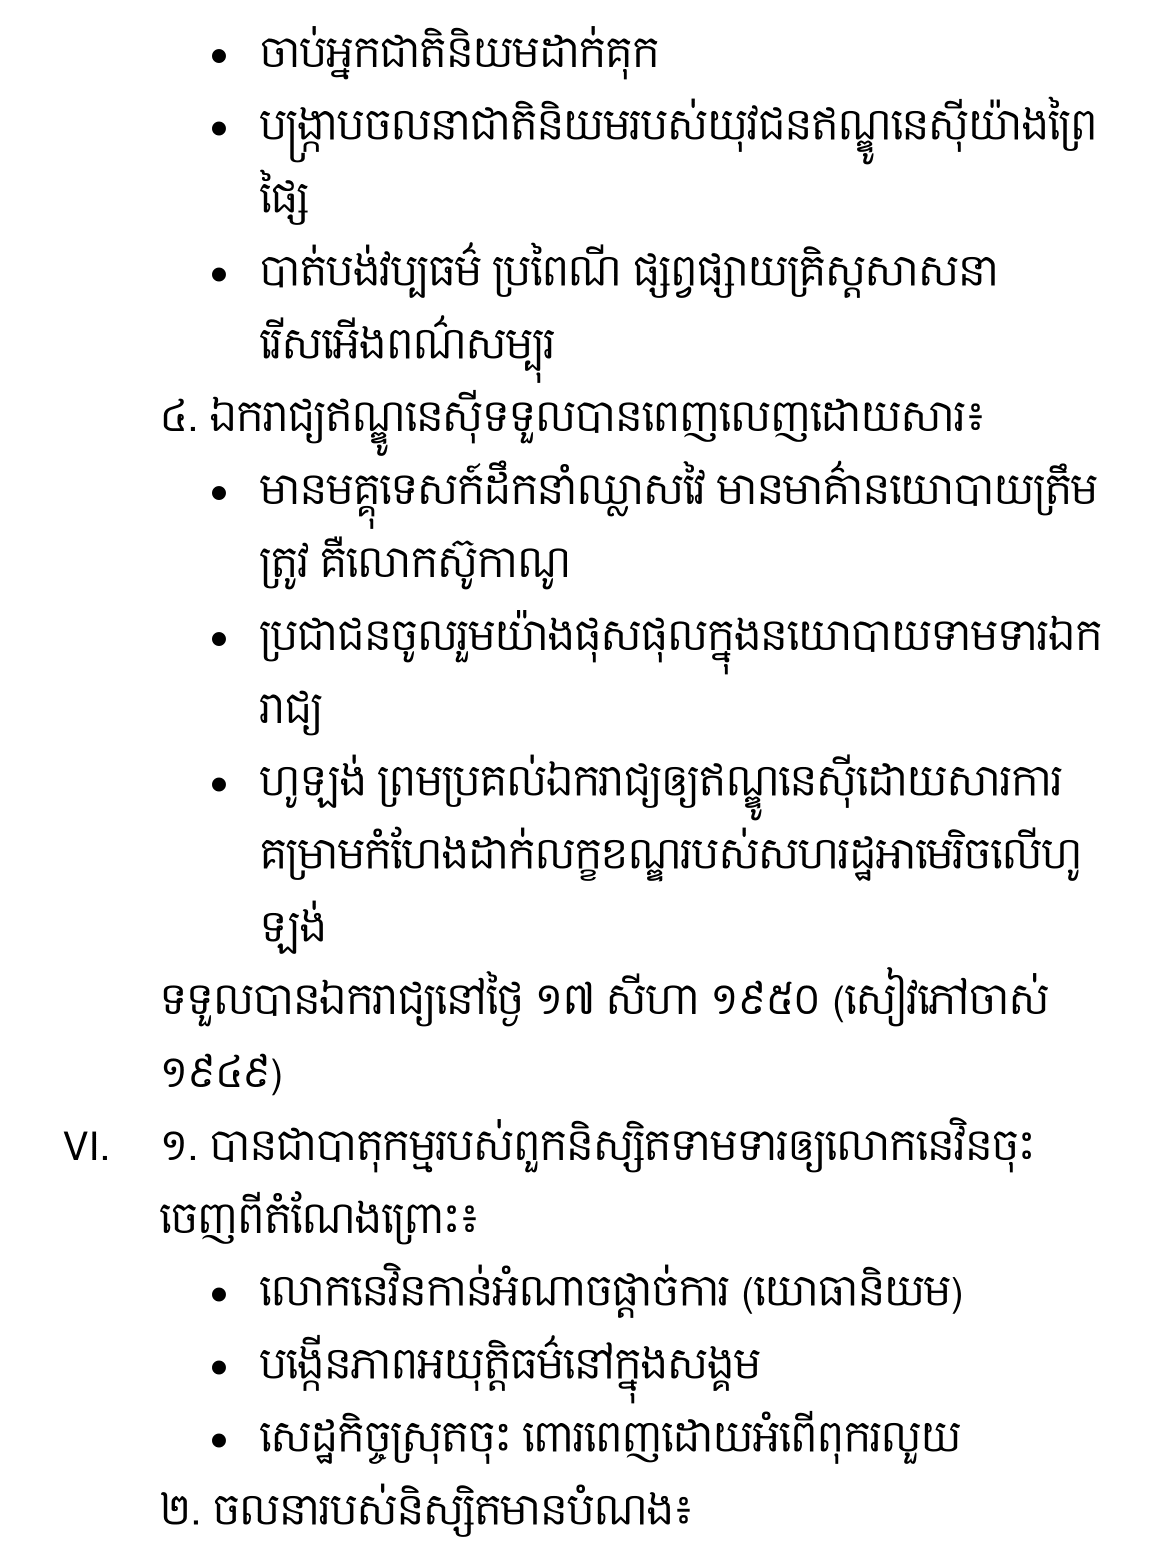 • ចាប់អ្នកជាតិនិយមដាក់គុក
• បង្ក្រាបចលនាជាតិនិយមរបស់យុវជនឥណ្ឌូនេស៊ីយ៉ាងព្រៃ
ផ្សៃ
• បាត់បង់វប្បធម៌ ប្រពៃណី ផ្សព្វផ្សាយគ្រិស្តសាសនា
រើសអើងពណ៌សម្បុរ
៤. ឯករាជ្យឥណ្ឌូនេស៊ីទទួលបានពេញលេញដោយសារ៖
• មានមគ្គុទេសក៍ដឹកនាំឈ្លាសវៃ មានមាគ៌ានយោបាយត្រឹម
ត្រូវ គឺលោកស៊ូកាណូ
• ប្រជាជនចូលរួមយ៉ាងផុសផុលក្នុងនយោបាយទាមទារឯក
រាជ្យ
• ហូឡង់ ព្រមប្រគល់ឯករាជ្យឲ្យឥណ្ឌូនេស៊ីដោយសារការ
គម្រាមកំហែងដាក់លក្ខខណ្ឌរបស់សហរដ្ឋអាមេរិចលើហូ
ឡង់
ទទួលបានឯករាជ្យនៅថ្ងៃ ១៧ សីហា ១៩៥០ (សៀវភៅចាស់
១៩៤៩)
VI. ១. បានជាបាតុកម្មរបស់ពួកនិស្សិតទាមទារឲ្យលោកនេវិនចុះ
ចេញពីតំណែងព្រោះ៖
• លោកនេវិនកាន់អំណាចផ្តាច់ការ (យោធានិយម)
• បង្កើនភាពអយុត្តិធម៌នៅក្នុងសង្គម
• សេដ្ឋកិច្ចស្រុតចុះ ពោរពេញដោយអំពើពុករលួយ
២. ចលនារបស់និស្សិតមានបំណង៖